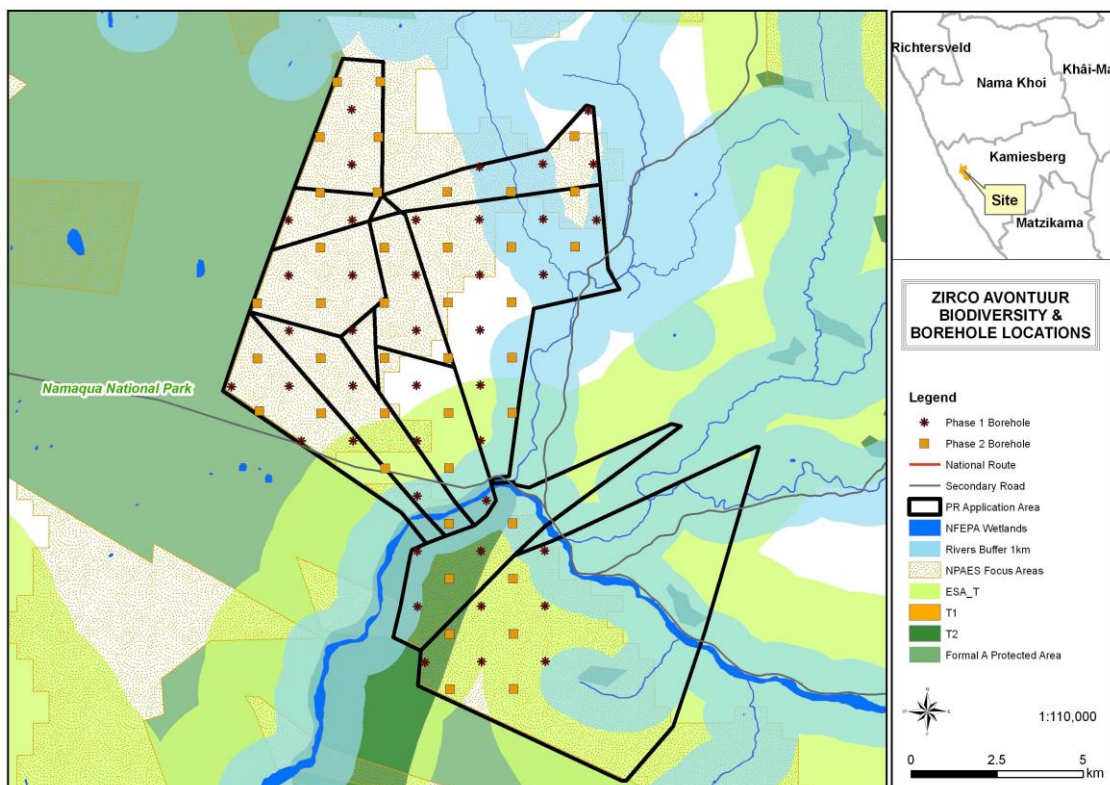 Namaqua National Park
Richtersveld
Nama Khoi
Khâi-Ma
Kamiesberg
Site
Matzikama
ZIRCO AVONTUUR
BIODIVERSITY &
BOREHOLE LOCATIONS
Legend
Phase 1 Borehole
Phase 2 Borehole
National Route
Secondary Road
PR Application Area
NFEPA Wetlands
Rivers Buffer 1km
NPAES Focus Areas
ESA_T
T1
T2
Formal A Protected Area
N
W
E
S
1:110,000
0 2.5 5
km